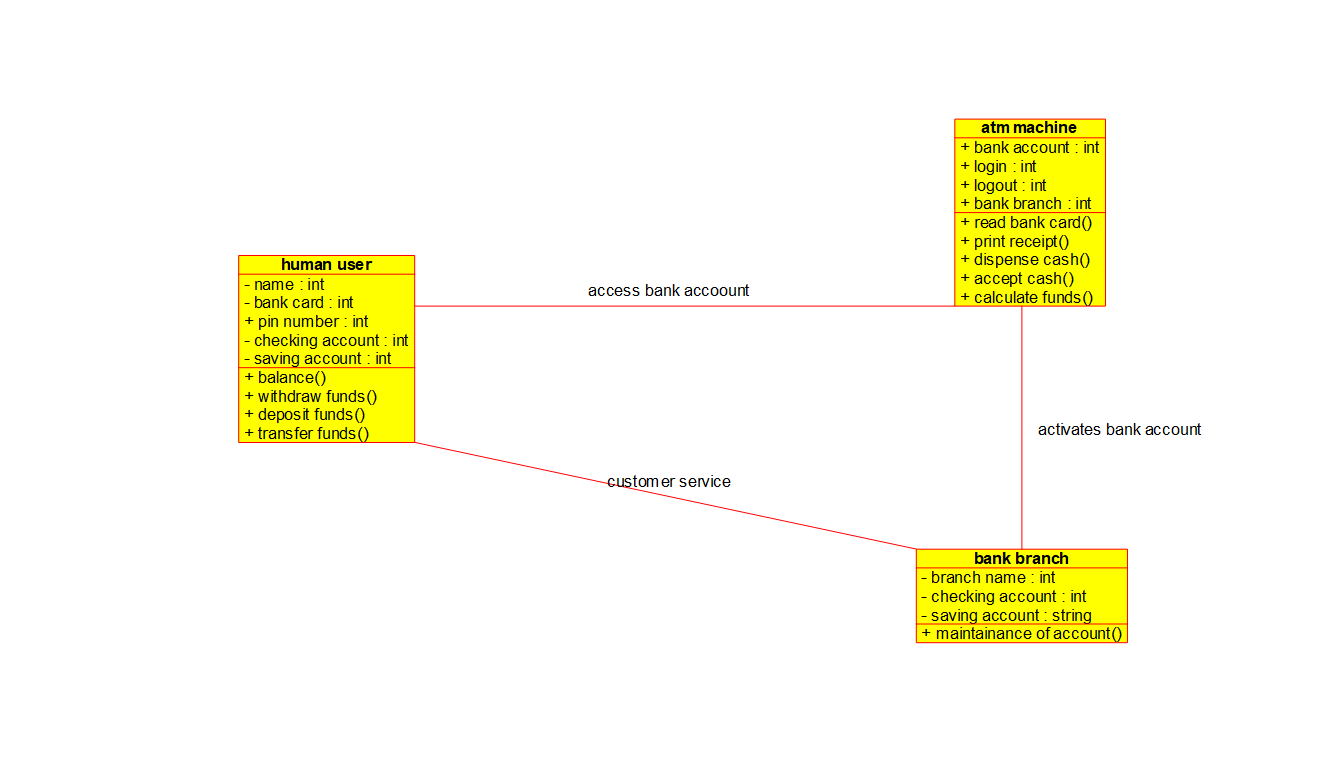 atm machine
+ bank account : int
+ login : int
+ logout : int
+ bank branch : int
+ read bank card()
+ print receipt()
+ dispense cash()
+ accept cash()
+ calculate funds()
human user
- name : int
- bank card : int
+ pin number : int
- checking account : int
- saving account : int
+ balance()
+ withdraw funds()
+ deposit funds()
+ transfer funds()
access bank accoount
activates bank account
customer service
bank branch
- branch name : int
- checking account : int
- saving account : string
+ maintainance of account()